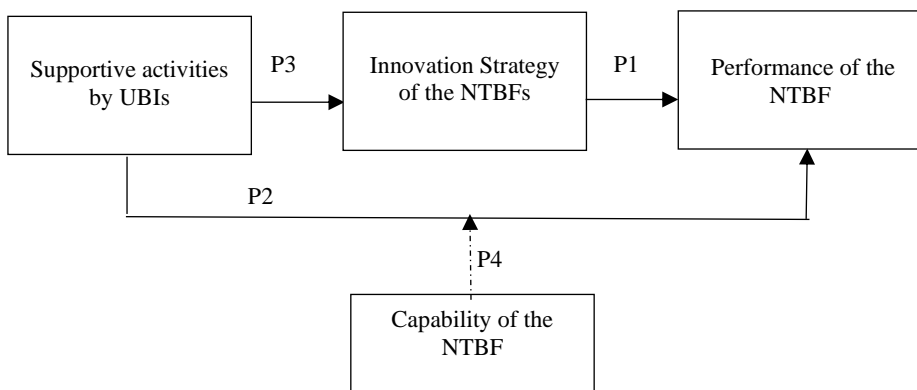 Supportive activities
by UBIs
P3
Innovation Strategy
of the NTBFs
P1
Performance of the
NTBF
P2
P4
Capability of the
NTBF